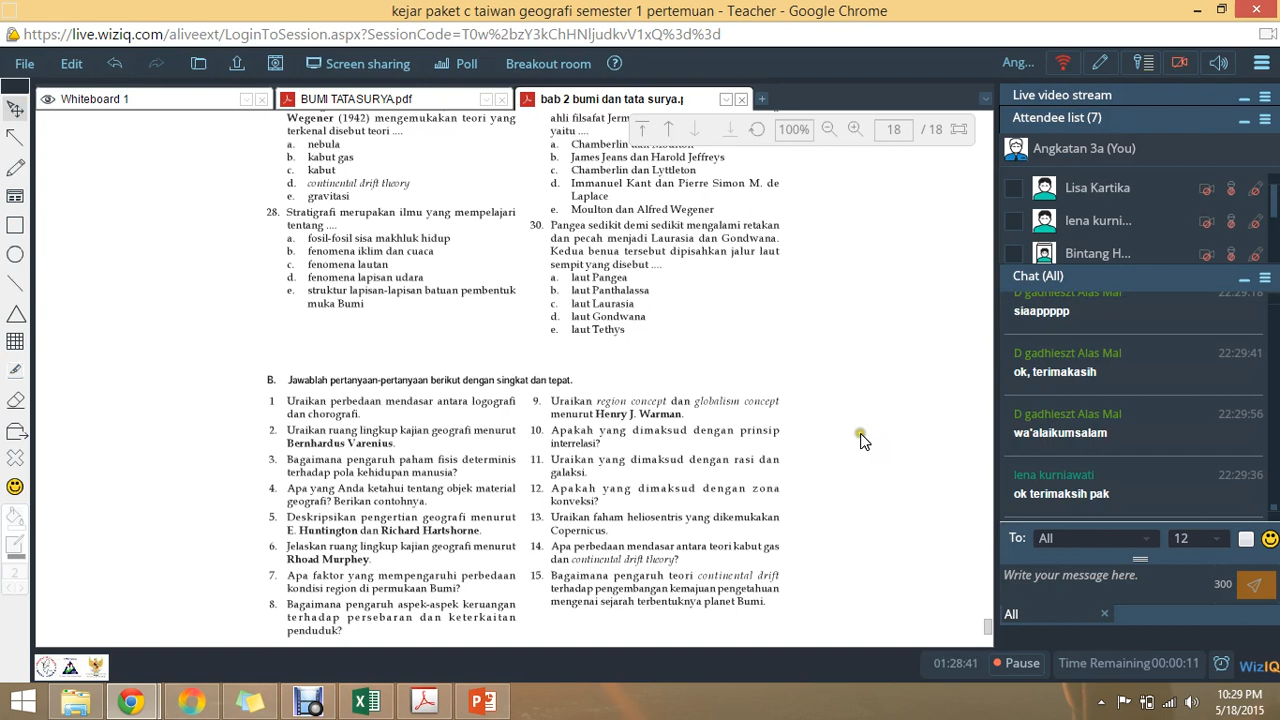 kejar paket c taiwan geografi semester 1 pertemuan - Teacher - Google Chrome
https://live.wiziq.com/aliveext/LoginToSession.aspx?SessionCode=T0w%2bzY3kChHNljudkvV1xQ%3d%3d
File Edit Screen sharing Poll Breakout room Ang...
Whiteboard 1 BUMI TATA SURYA.pdf bab 2 bumi dan tata surya.p
100% 18 / 18
Wegener (1942) mengemukakan teori yang
terkenal disebut teori ....
a. nebula
b. kabut gas
c. kabut
d. continental drift theory
e. gravitasi
28. Stratigrafi merupakan ilmu yang mempelajari
tentang ....
a. fosil-fosil sisa makhluk hidup
b. fenomena iklim dan cuaca
c. fenomena lautan
d. fenomena lapisan udara
e. struktur lapisan-lapisan batuan pembentuk
muka Bumi
ahli filsafat Jerm
yaitu ....
a. Chamberlin dan Moulton
b. James Jeans dan Harold Jeffreys
c. Chamberlin dan Lyttleton
d. Immanuel Kant dan Pierre Simon M. de
Laplace
e. Moulton dan Alfred Wegener
30. Pangea sedikit demi sedikit mengalami retakan
dan pecah menjadi Laurasia dan Gondwana.
Kedua benua tersebut dipisahkan jalur laut
sempit yang disebut ....
a. laut Pangea
b. laut Panthalassa
c. laut Laurasia
d. laut Gondwana
e. laut Tethys
B. Jawablah pertanyaan-pertanyaan berikut dengan singkat dan tepat.
1 Uraikan perbedaan mendasar antara logografi
dan chorografi.
2. Uraikan ruang lingkup kajian geografi menurut
Bernhardus Varenius.
3. Bagaimana pengaruh paham fisis determinis
terhadap pola kehidupan manusia?
4. Apa yang Anda ketahui tentang objek material
geografi? Berikan contohnya.
5. Deskripsikan pengertian geografi menurut
E. Huntington dan Richard Hartshorne.
6. Jelaskan ruang lingkup kajian geografi menurut
Rhoad Murphey.
7. Apa faktor yang mempengaruhi perbedaan
kondisi region di permukaan Bumi?
8. Bagaimana pengaruh aspek-aspek keruangan
terhadap persebaran dan keterkaitan
penduduk?
9. Uraikan region concept dan globalism concept
menurut Henry J. Warman.
10. Apakah yang dimaksud dengan prinsip
interrelasi?
11. Uraikan yang dimaksud dengan rasi dan
galaksi.
12. Apakah yang dimaksud dengan zona
konveksi?
13. Uraikan faham heliosentris yang dikemukakan
Copernicus.
14. Apa perbedaan mendasar antara teori kabut gas
dan continental drift theory?
15. Bagaimana pengaruh teori continental drift
terhadap pengembangan kemajuan pengetahuan
mengenai sejarah terbentuknya planet Bumi.
Live video stream
Attendee list (7)
Angkatan 3a (You)
Lisa Kartika
lena kurni...
Bintang H...
Chat (All)
D gadhieszt Alas Mal 22:29:18
siaappppp
D gadhieszt Alas Mal 22:29:41
ok, terimakasih
D gadhieszt Alas Mal 22:29:56
wa'alaikumsalam
lena kurniawati 22:29:36
ok terimaksih pak
To: All 12
Write your message here. 300
All
2
01:28:41 Pause Time Remaining 00:00:11 WizIQ
10:29 PM
5/18/2015